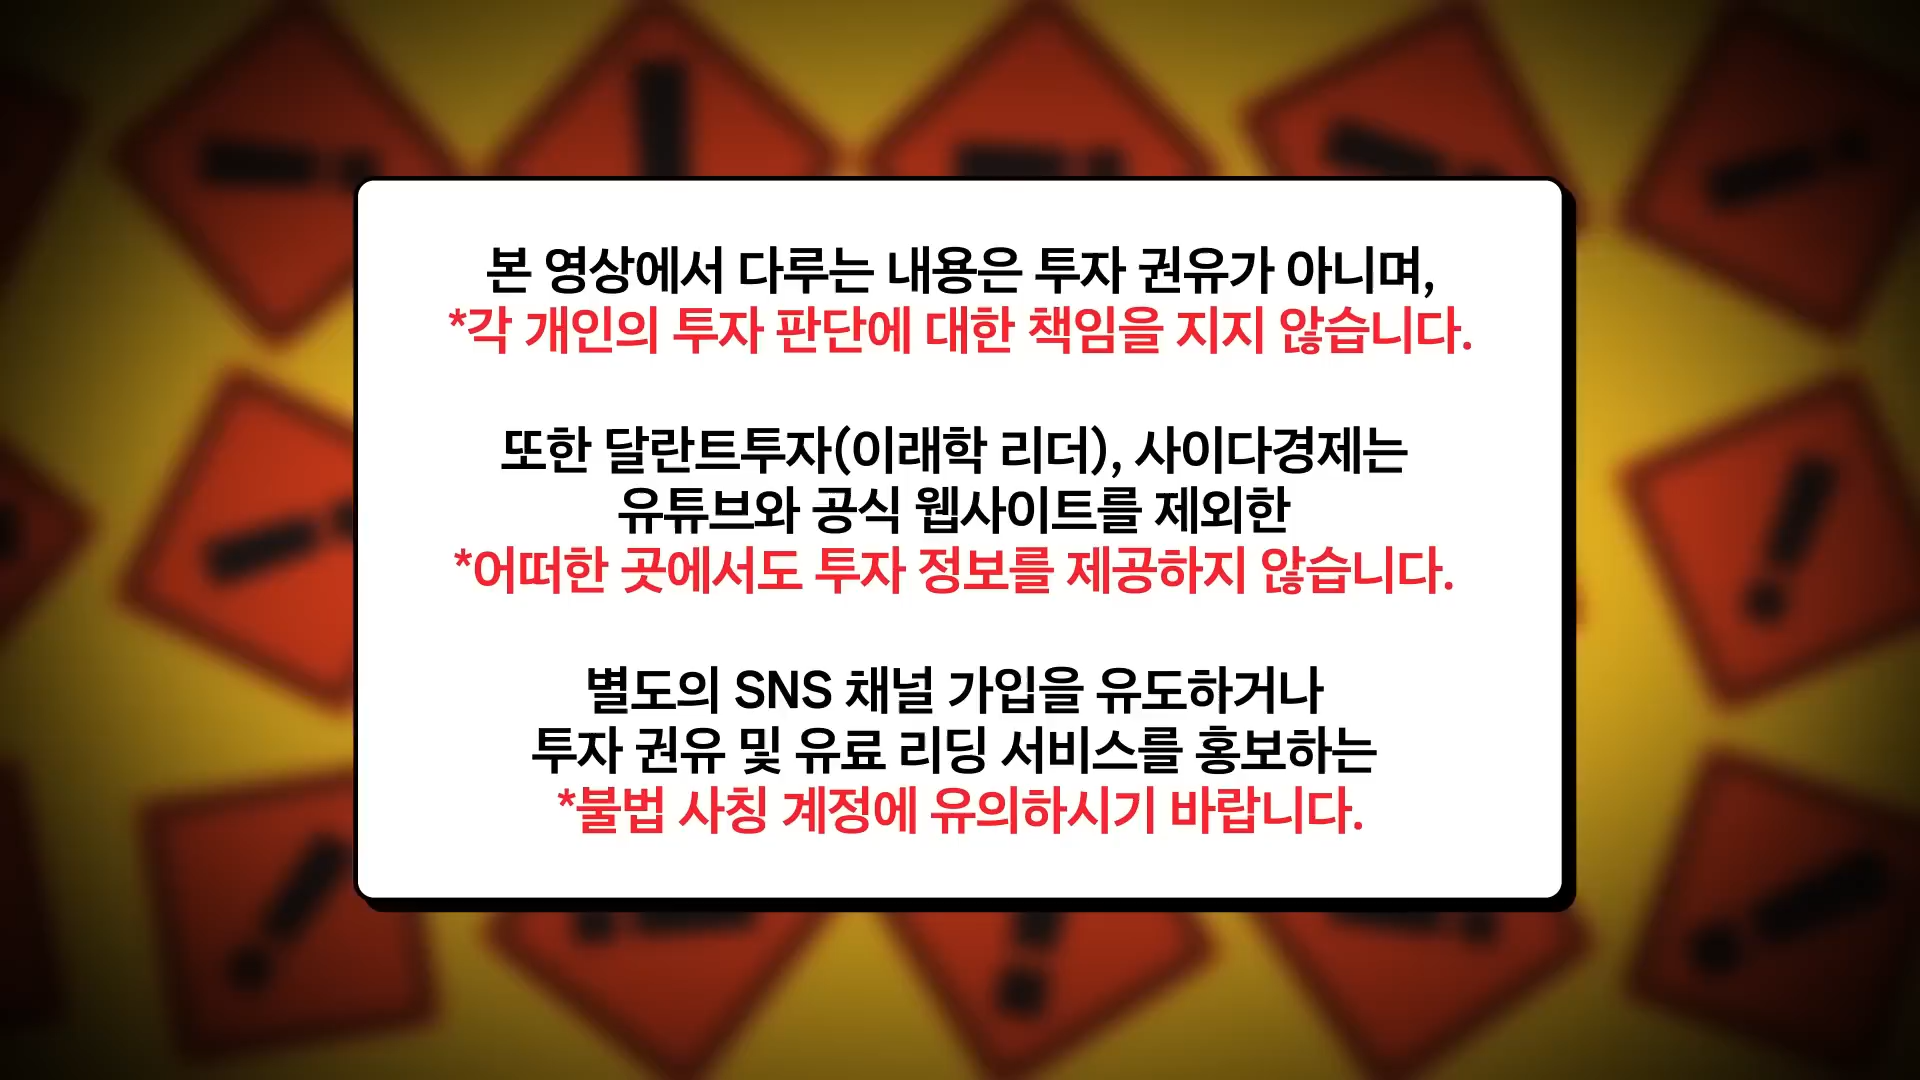 본 영상에서 다루는 내용은 투자 권유가 아니며,
*각 개인의 투자 판단에 대한 책임을 지지 않습니다.
또한 달란트투자(이래학 리더), 사이다경제는
유튜브와 공식 웹사이트를 제외한
*어떠한 곳에서도 투자 정보를 제공하지 않습니다.
별도의 SNS 채널 가입을 유도하거나
투자 권유 및 유료 리딩 서비스를 홍보하는
*불법 사칭 계정에 유의하시기 바랍니다.